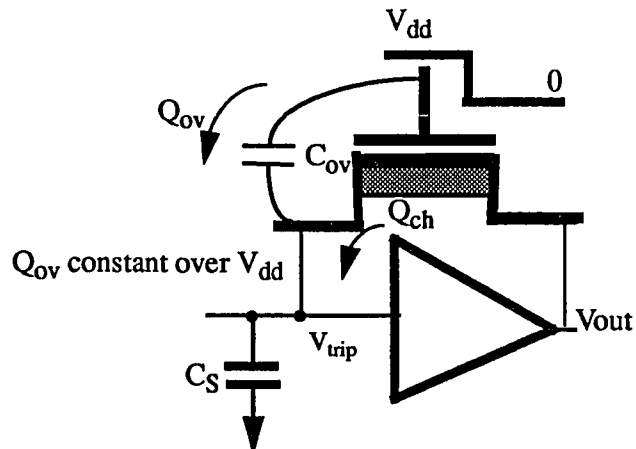 V_dd
0
Q_ov
C_ov
Q_ch
Q_ov constant over V_dd
V_trip
Vout
C_S